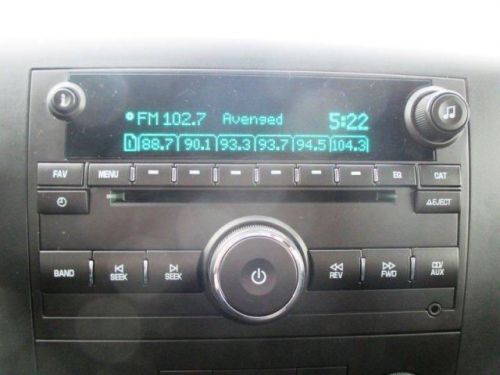 FM 102.7 Avenged 5:22
1 88.7 90.1 93.3 93.7 94.5 104.3
FAV MENU EQ CAT
EJECT
BAND SEEK SEEK REV FWD CD/AUX